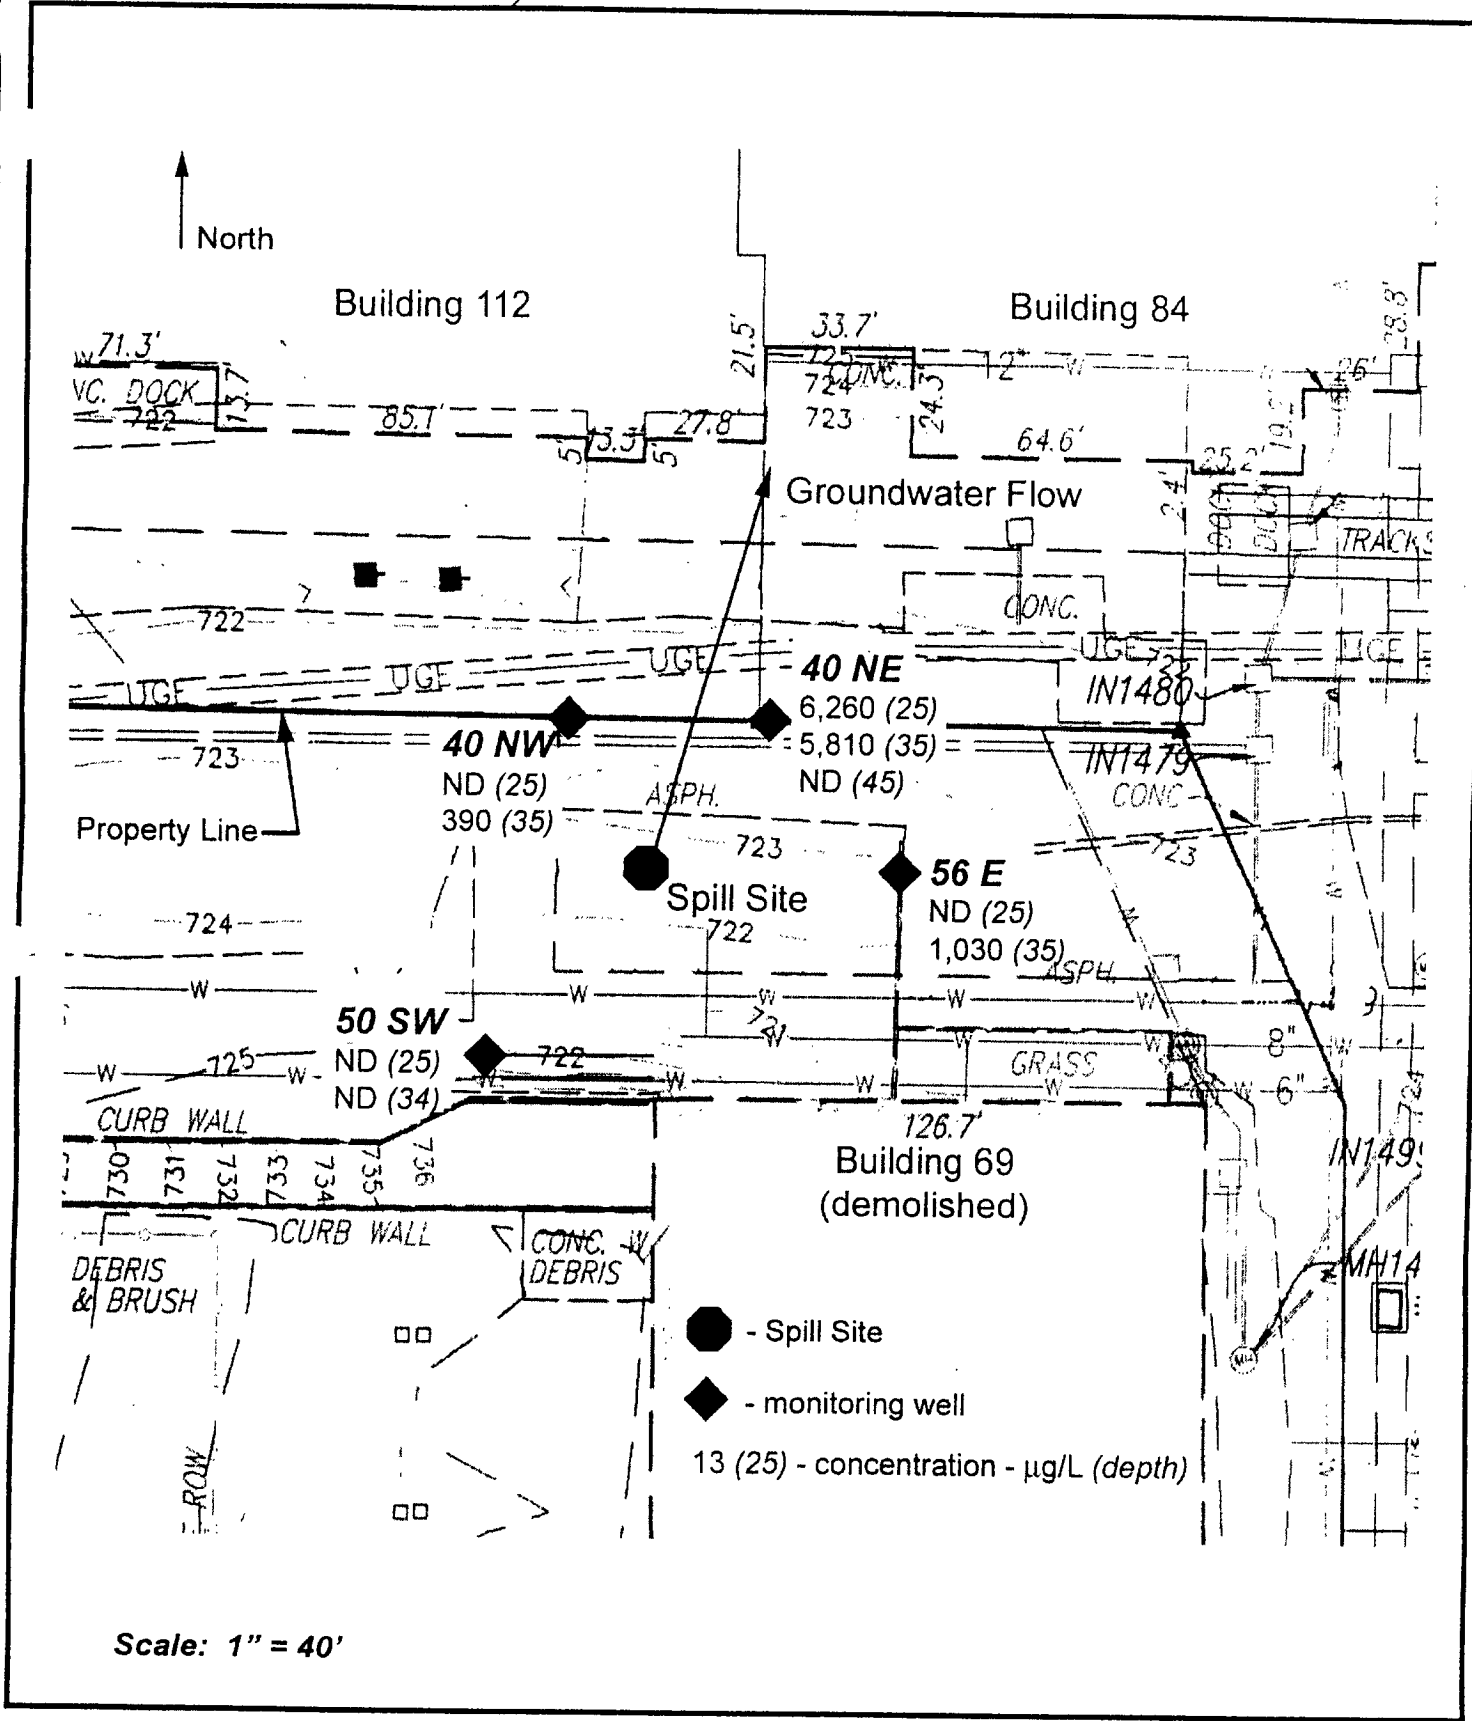 North
Building 112
Building 84
71.3'
33.7'
21.5'
28.8'
725
724
CONC.
723
2"
W
26'
DOCK
722
13.7
85.1'
13.3'
27.8'
5'
5'
24.3'
64.6'
25.2'
Groundwater Flow
DOCK
TRACKS
722
CONC.
UGE
UGE
UGE
UGE
UGE
722
40 NE
6,260 (25)
5,810 (35)
ND (45)
IN1480
40 NW
ND (25)
390 (35)
723
IN1479
CONC
Property Line
ASPH.
723
723
Spill Site
722
56 E
ND (25)
1,030 (35)
ASPH.
724
W
W
W
W
W
50 SW
ND (25)
ND (34)
721
W
W
W
W
8"
725
722
GRASS
W
W
W
W
W
W
W
6"
724
CURB WALL
126.7'
730
731
732
733
734
735
736
Building 69
(demolished)
CURB WALL
CONC.
DEBRIS
W
DEBRIS
& BRUSH
MH14
MH
ROW
- Spill Site
- monitoring well
13 (25) - concentration - µg/L (depth)
Scale: 1" = 40'